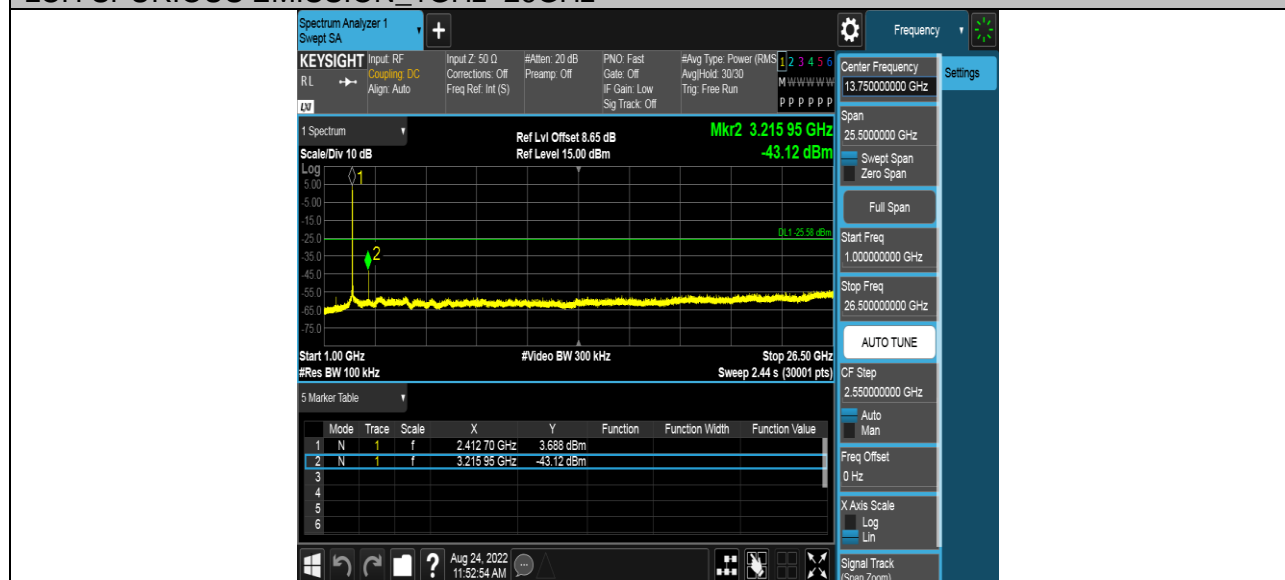 Spectrum Analyzer 1
Swept SA
Frequency
KEYSIGHT
RL
Input: RF
Coupling: DC
Align: Auto
Input Z: 50 Ω
Corrections: Off
Freq Ref: Int (S)
#Atten: 20 dB
Preamp: Off
PNO: Fast
Gate: Off
IF Gain: Low
Sig Track: Off
#Avg Type: Power (RMS
Avg|Hold: 30/30
Trig: Free Run
1 2 3 4 5 6
M W W W W W
P P P P P P
1 Spectrum
Scale/Div 10 dB
Ref Lvl Offset 8.65 dB
Ref Level 15.00 dBm
Mkr2 3.215 95 GHz
-43.12 dBm
Log
5.00
-5.00
-15.0
-25.0
-35.0
-45.0
-55.0
-65.0
-75.0
1
2
DL1 -25.58 dBm
Start 1.00 GHz
#Res BW 100 kHz
#Video BW 300 kHz
Stop 26.50 GHz
Sweep 2.44 s (30001 pts)
5 Marker Table
Mode Trace Scale X Y Function Function Width Function Value
1 N 1 f 2.412 70 GHz 3.688 dBm
2 N 1 f 3.215 95 GHz -43.12 dBm
3
4
5
6
Aug 24, 2022
11:52:54 AM
Center Frequency
13.750000000 GHz
Settings
Span
25.5000000 GHz
Swept Span
Zero Span
Full Span
Start Freq
1.000000000 GHz
Stop Freq
26.500000000 GHz
AUTO TUNE
CF Step
2.550000000 GHz
Auto
Man
Freq Offset
0 Hz
X Axis Scale
Log
Lin
Signal Track
(Span Zoom)